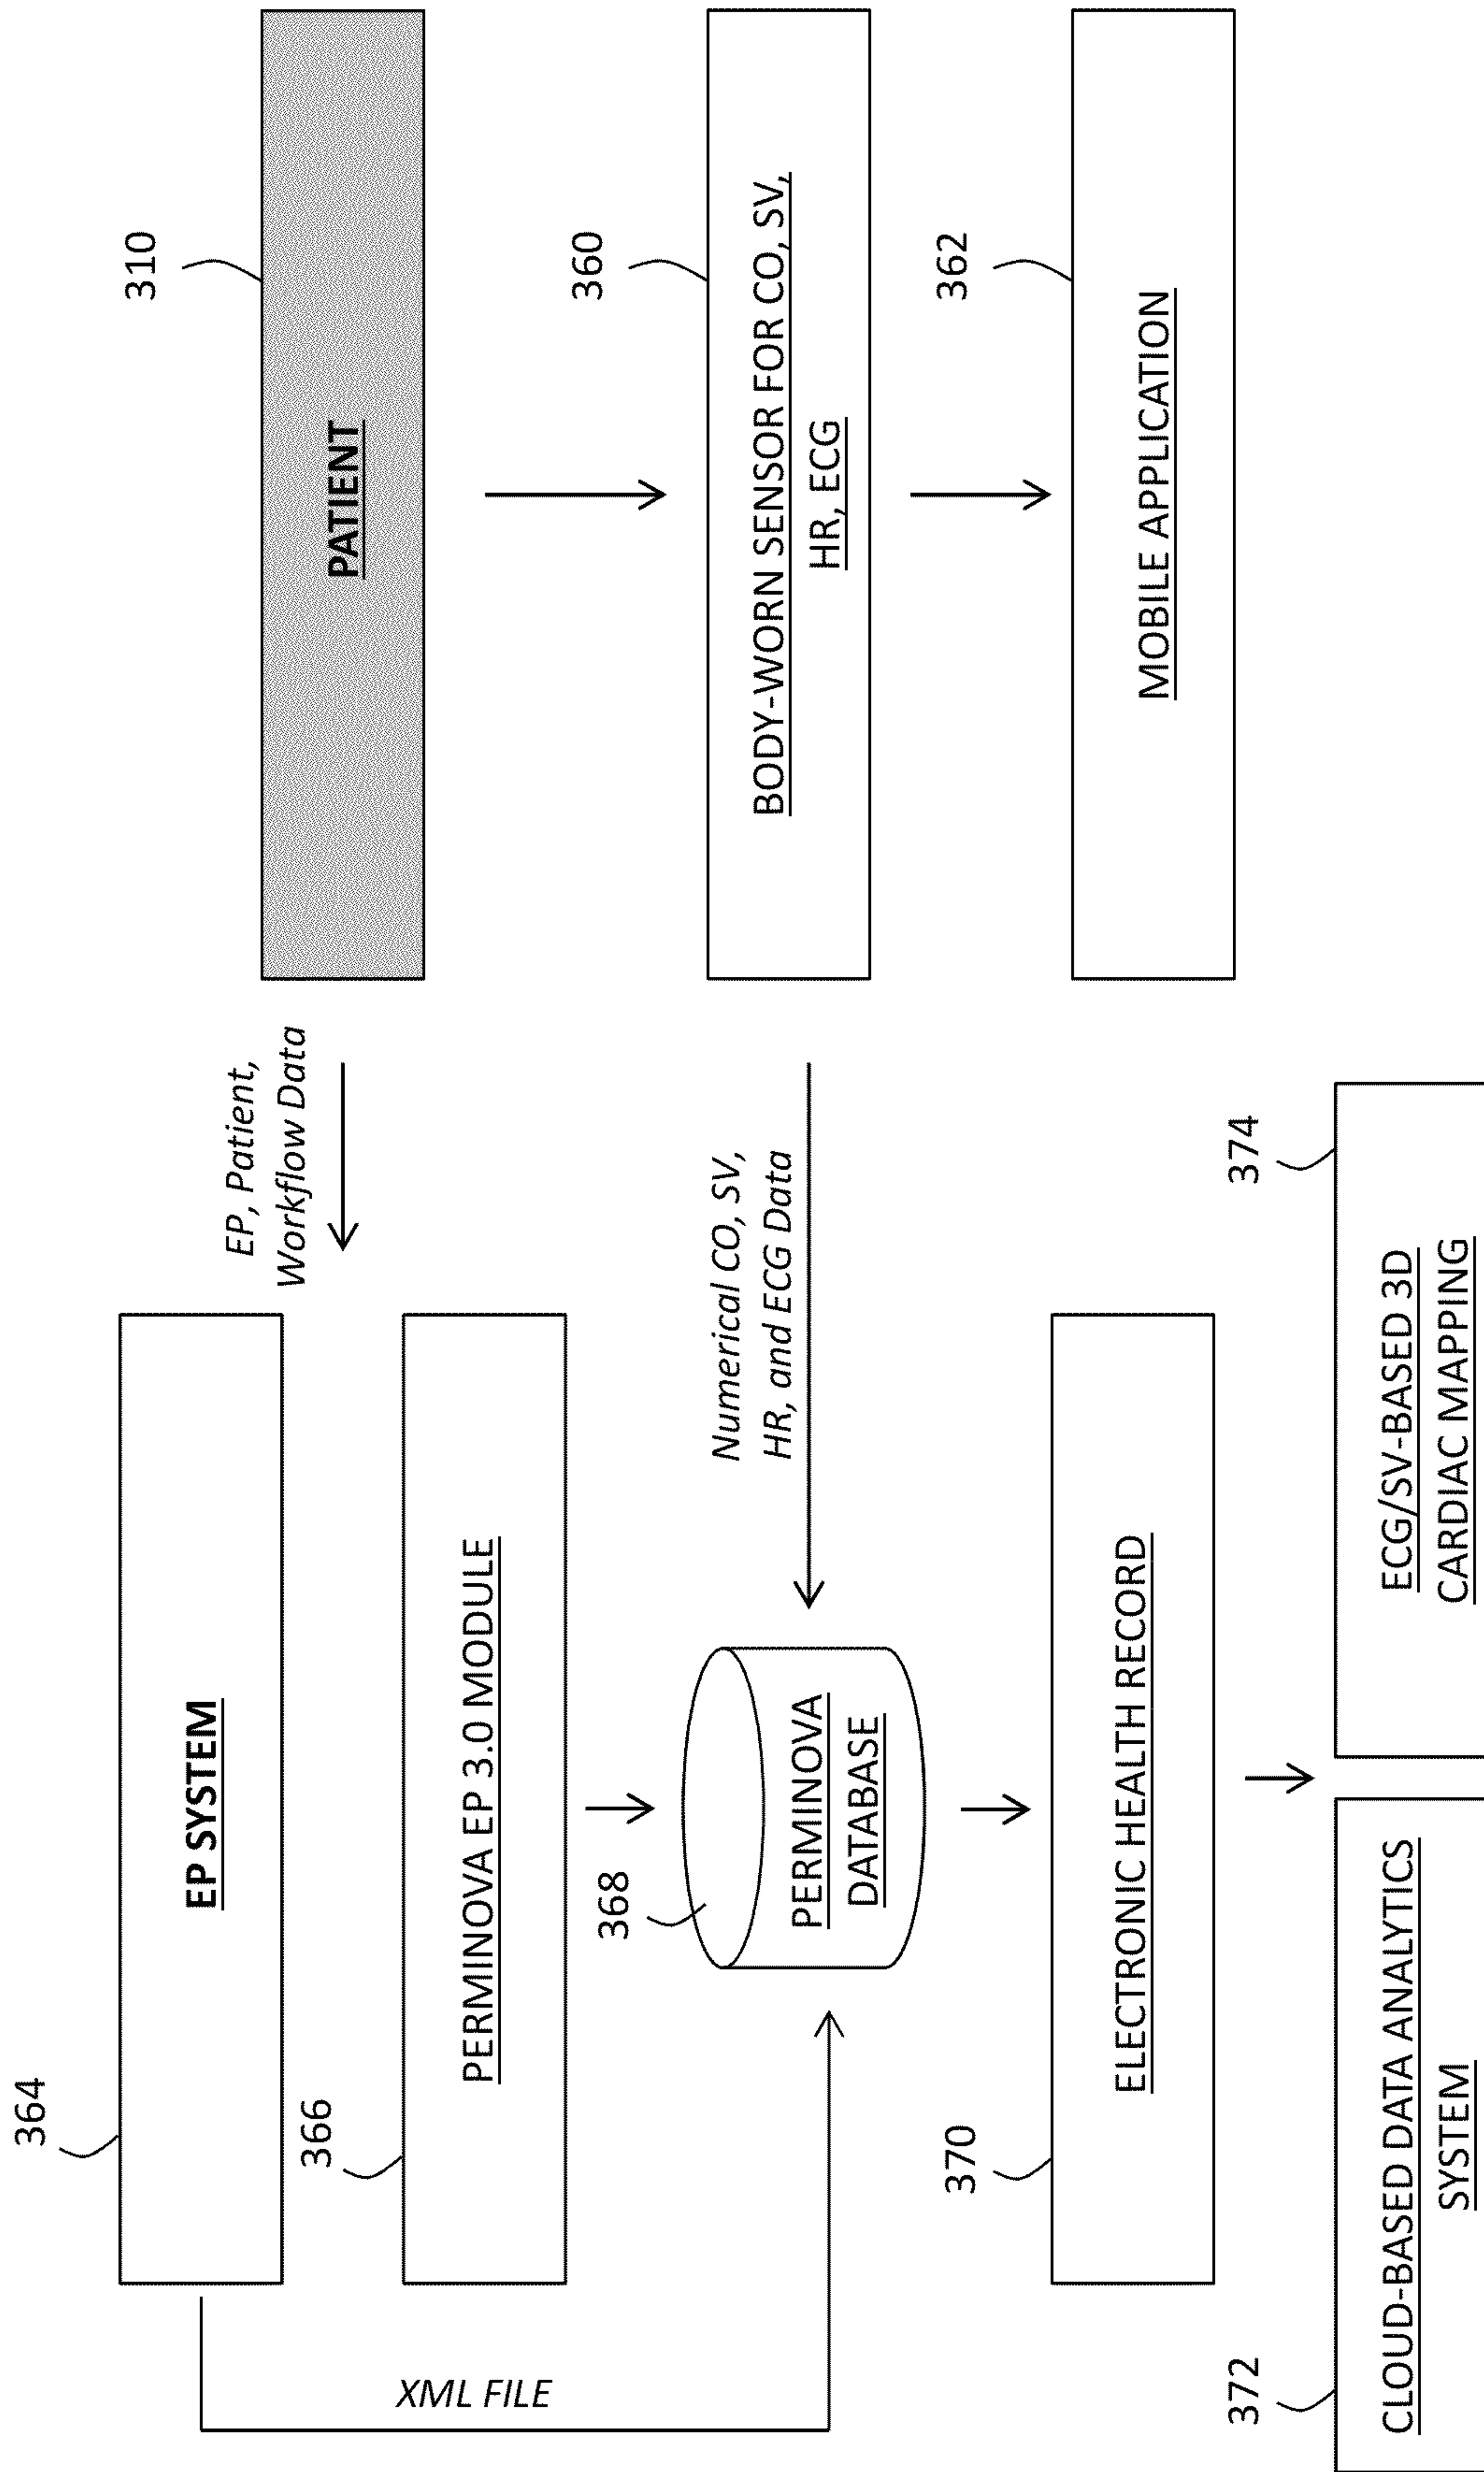 364
EP SYSTEM
EP, Patient,
Workflow Data
310
PATIENT
366
PERMINOVA EP 3.0 MODULE
XML FILE
368
PERMINOVA
DATABASE
Numerical CO, SV,
HR, and ECG Data
360
BODY-WORN SENSOR FOR CO, SV,
HR, ECG
370
ELECTRONIC HEALTH RECORD
362
MOBILE APPLICATION
372
CLOUD-BASED DATA ANALYTICS
SYSTEM
374
ECG/SV-BASED 3D
CARDIAC MAPPING